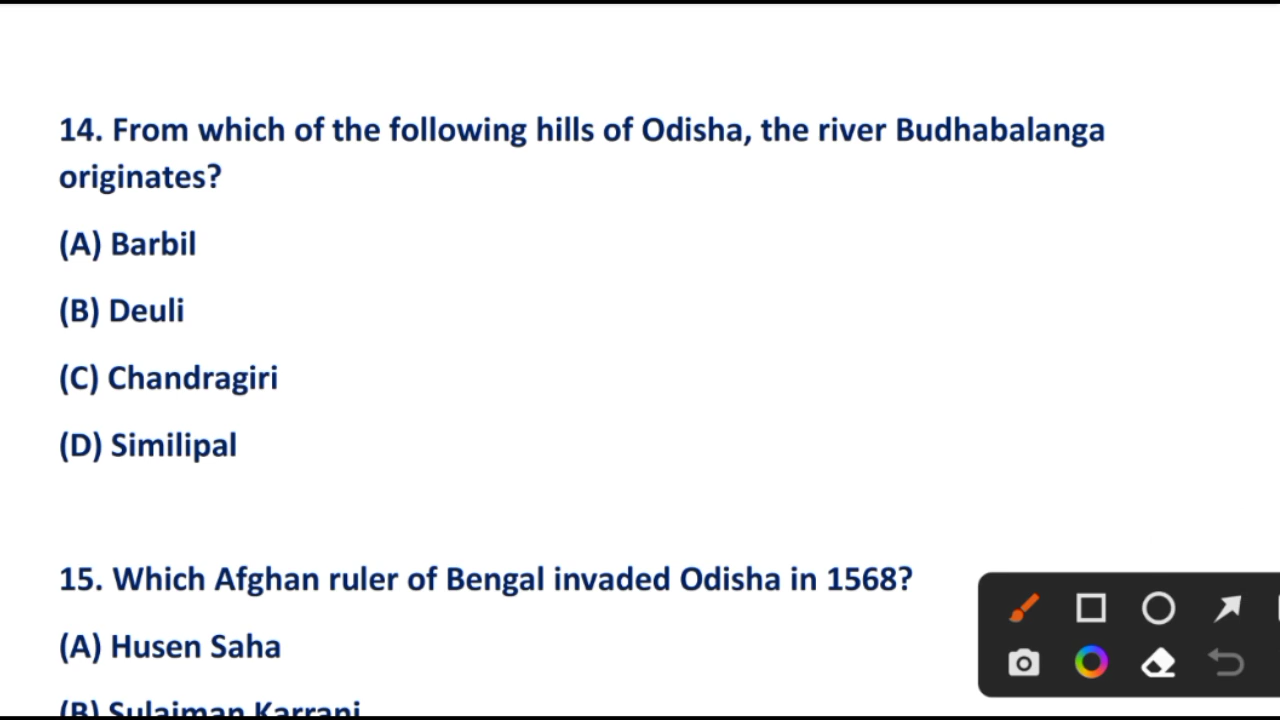 14. From which of the following hills of Odisha, the river Budhabalanga
originates?
(A) Barbil
(B) Deuli
(C) Chandragiri
(D) Similipal
15. Which Afghan ruler of Bengal invaded Odisha in 1568?
(A) Husen Saha
(B) Sulaiman Karrani